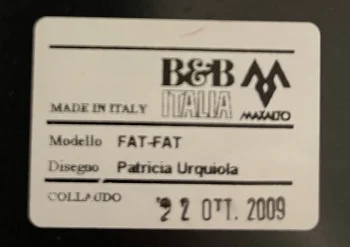 B&B
ITALIA
MAXALTO
MADE IN ITALY
Modello FAT-FAT
Disegno Patricia Urquiola
COLLAUDO 22 OTT. 2009